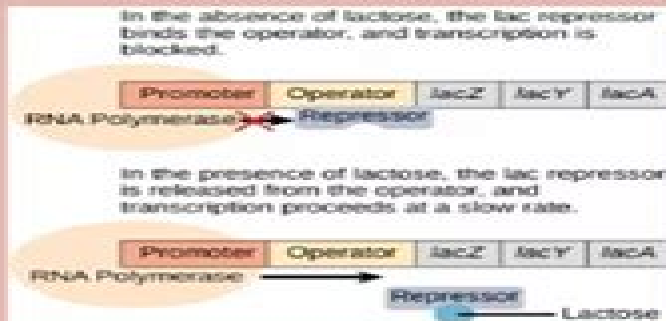 In the absence of lactose, the lac repressor
binds the operator, and transcription is
blocked.
Promoter Operator lacZ lacY lacA
RNA Polymerase Repressor
In the presence of lactose, the lac repressor
is released from the operator, and
transcription proceeds at a slow rate.
Promoter Operator lacZ lacY lacA
RNA Polymerase
Repressor
Lactose